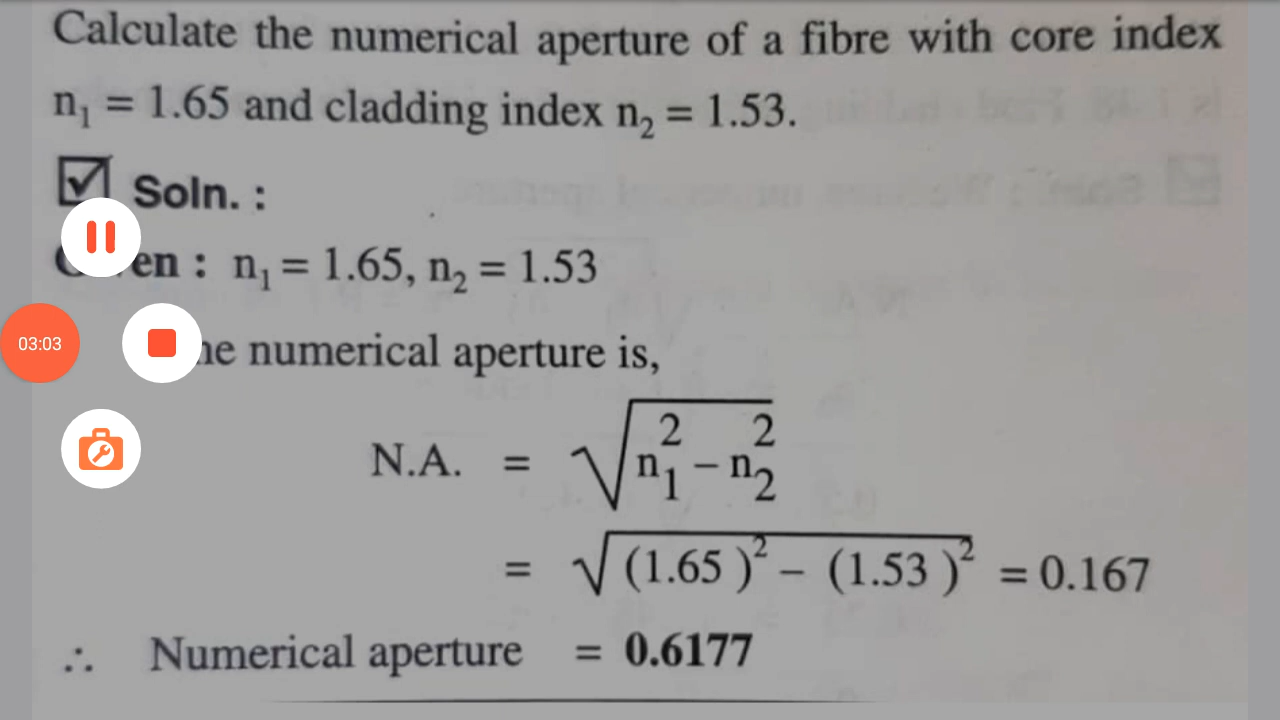 Calculate the numerical aperture of a fibre with core index
n₁ = 1.65 and cladding index n₂ = 1.53.
Soln. :
n₁ = 1.65, n₂ = 1.53
03:03
numerical aperture is,
N.A. = √(n₁² – n₂²)
= √((1.65)² – (1.53)²) = 0.167
∴ Numerical aperture = 0.6177